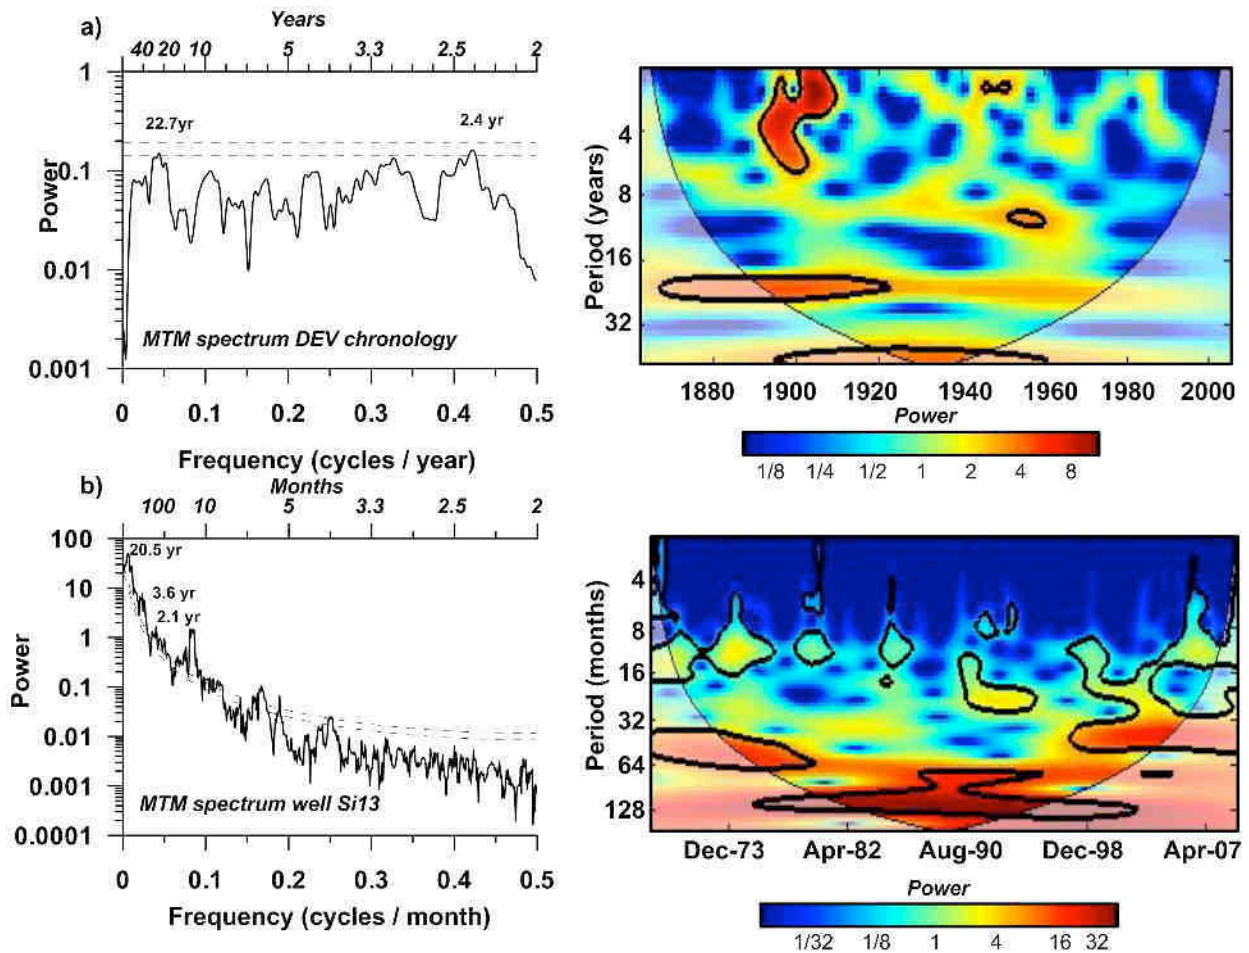 a)
Years
40 20 10 5 3.3 2.5 2
1
0.1
0.01
0.001
Power
22.7yr
2.4 yr
MTM spectrum DEV chronology
0 0.1 0.2 0.3 0.4 0.5
Frequency (cycles / year)
Period (years)
4
8
16
32
1880 1900 1920 1940 1960 1980 2000
Power
1/8 1/4 1/2 1 2 4 8
b)
Months
100 10 5 3.3 2.5 2
100
10
1
0.1
0.01
0.001
0.0001
Power
20.5 yr
3.6 yr
2.1 yr
MTM spectrum well Si13
0 0.1 0.2 0.3 0.4 0.5
Frequency (cycles / month)
Period (months)
4
8
16
32
64
128
Dec-73 Apr-82 Aug-90 Dec-98 Apr-07
Power
1/32 1/8 1 4 16 32